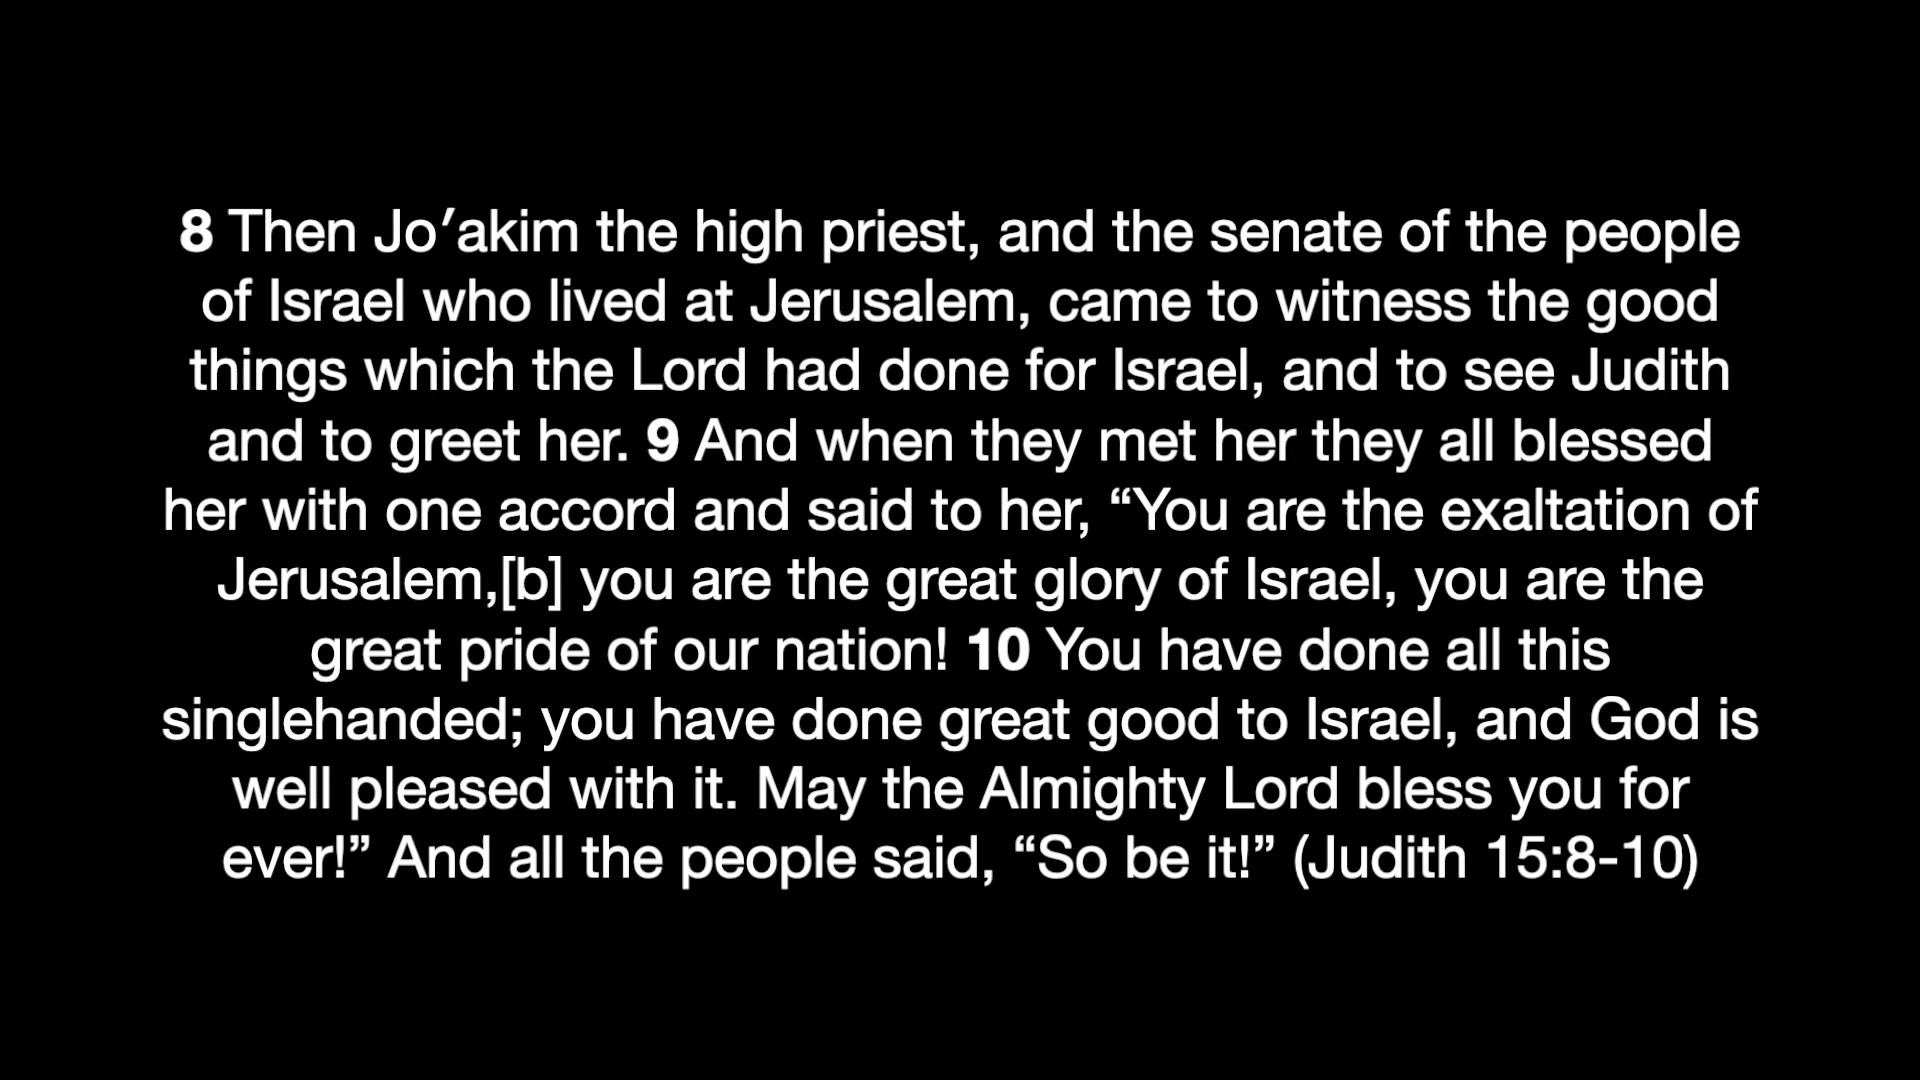 8 Then Jo′akim the high priest, and the senate of the people
of Israel who lived at Jerusalem, came to witness the good
things which the Lord had done for Israel, and to see Judith
and to greet her. 9 And when they met her they all blessed
her with one accord and said to her, “You are the exaltation of
Jerusalem,[b] you are the great glory of Israel, you are the
great pride of our nation! 10 You have done all this
singlehanded; you have done great good to Israel, and God is
well pleased with it. May the Almighty Lord bless you for
ever!” And all the people said, “So be it!” (Judith 15:8-10)